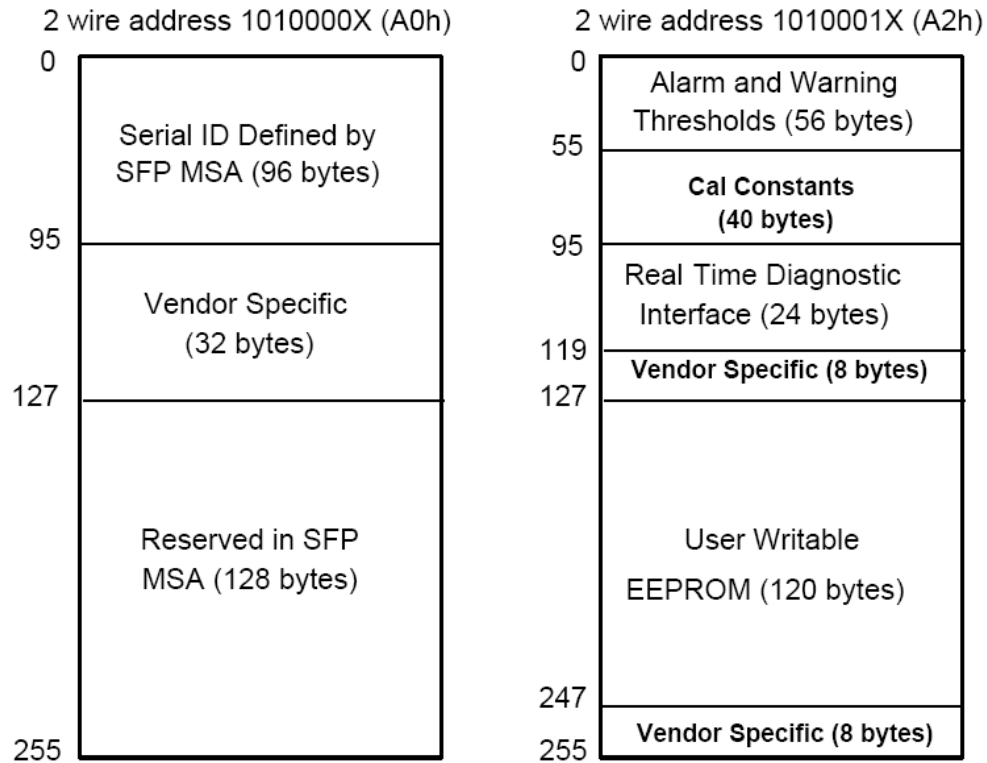 2 wire address 1010000X (A0h)
0
Serial ID Defined by
SFP MSA (96 bytes)
95
Vendor Specific
(32 bytes)
127
Reserved in SFP
MSA (128 bytes)
255
2 wire address 1010001X (A2h)
0
Alarm and Warning
Thresholds (56 bytes)
55
Cal Constants
(40 bytes)
95
Real Time Diagnostic
Interface (24 bytes)
119
Vendor Specific (8 bytes)
127
User Writable
EEPROM (120 bytes)
247
Vendor Specific (8 bytes)
255